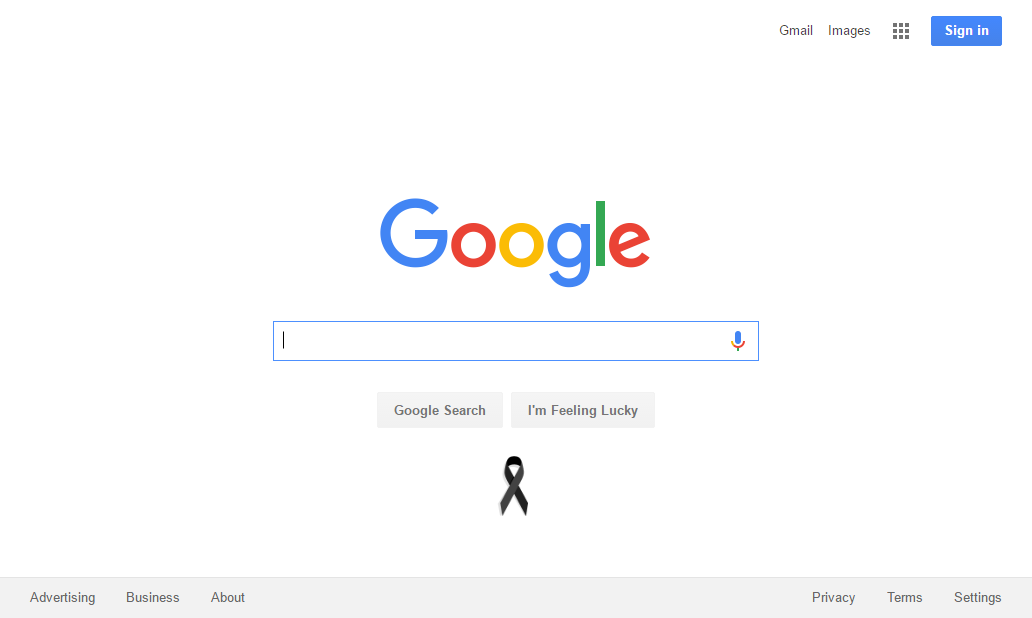 Gmail Images Sign in
Google
Google Search I'm Feeling Lucky
Advertising Business About Privacy Terms Settings